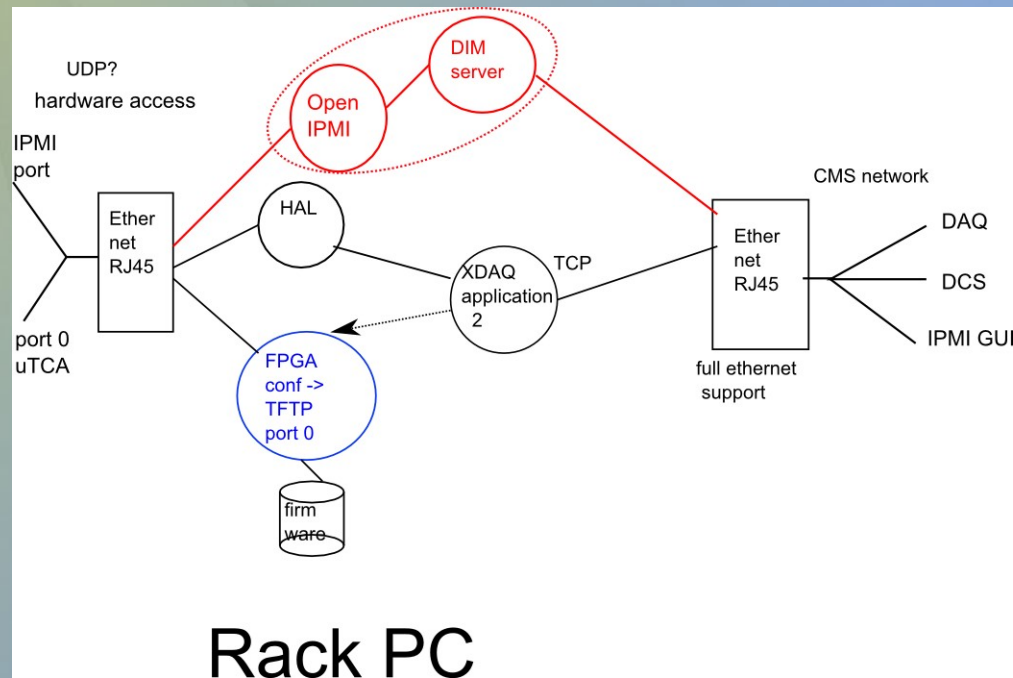 UDP?
hardware access
IPMI
port
port 0
uTCA
Ether
net
RJ45
Open
IPMI
DIM
server
HAL
XDAQ
application
2
TCP
FPGA
conf ->
TFTP
port 0
firm
ware
Ether
net
RJ45
full ethernet
support
CMS network
DAQ
DCS
IPMI GUI
Rack PC